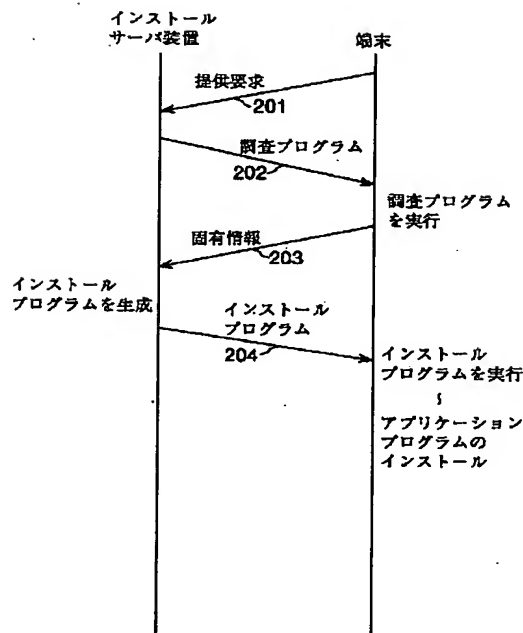 インストール
サーバ装置
端末
提供要求
201
調査プログラム
202
調査プログラム
を実行
固有情報
203
インストール
プログラムを生成
インストール
プログラム
204
インストール
プログラムを実行
~
アプリケーション
プログラムの
インストール